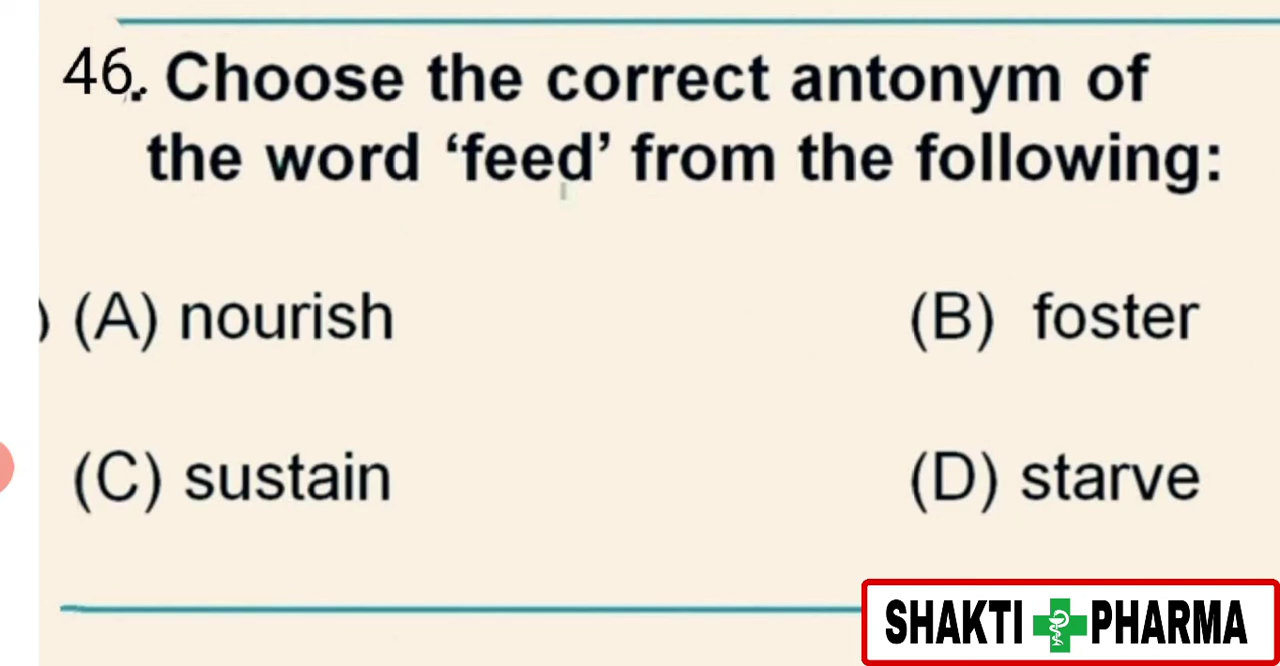 46. Choose the correct antonym of
the word ‘feed’ from the following:
) (A) nourish (B) foster
(C) sustain (D) starve
SHAKTI PHARMA